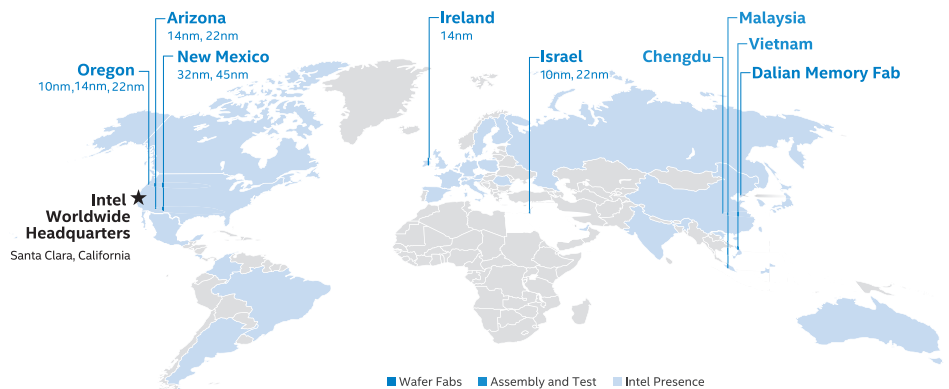 Arizona
14nm, 22nm
New Mexico
32nm, 45nm
Oregon
10nm,14nm, 22nm
Intel
Worldwide
Headquarters
Santa Clara, California
Ireland
14nm
Israel
10nm, 22nm
Malaysia
Vietnam
Chengdu
Dalian Memory Fab
Wafer Fabs
Assembly and Test
Intel Presence